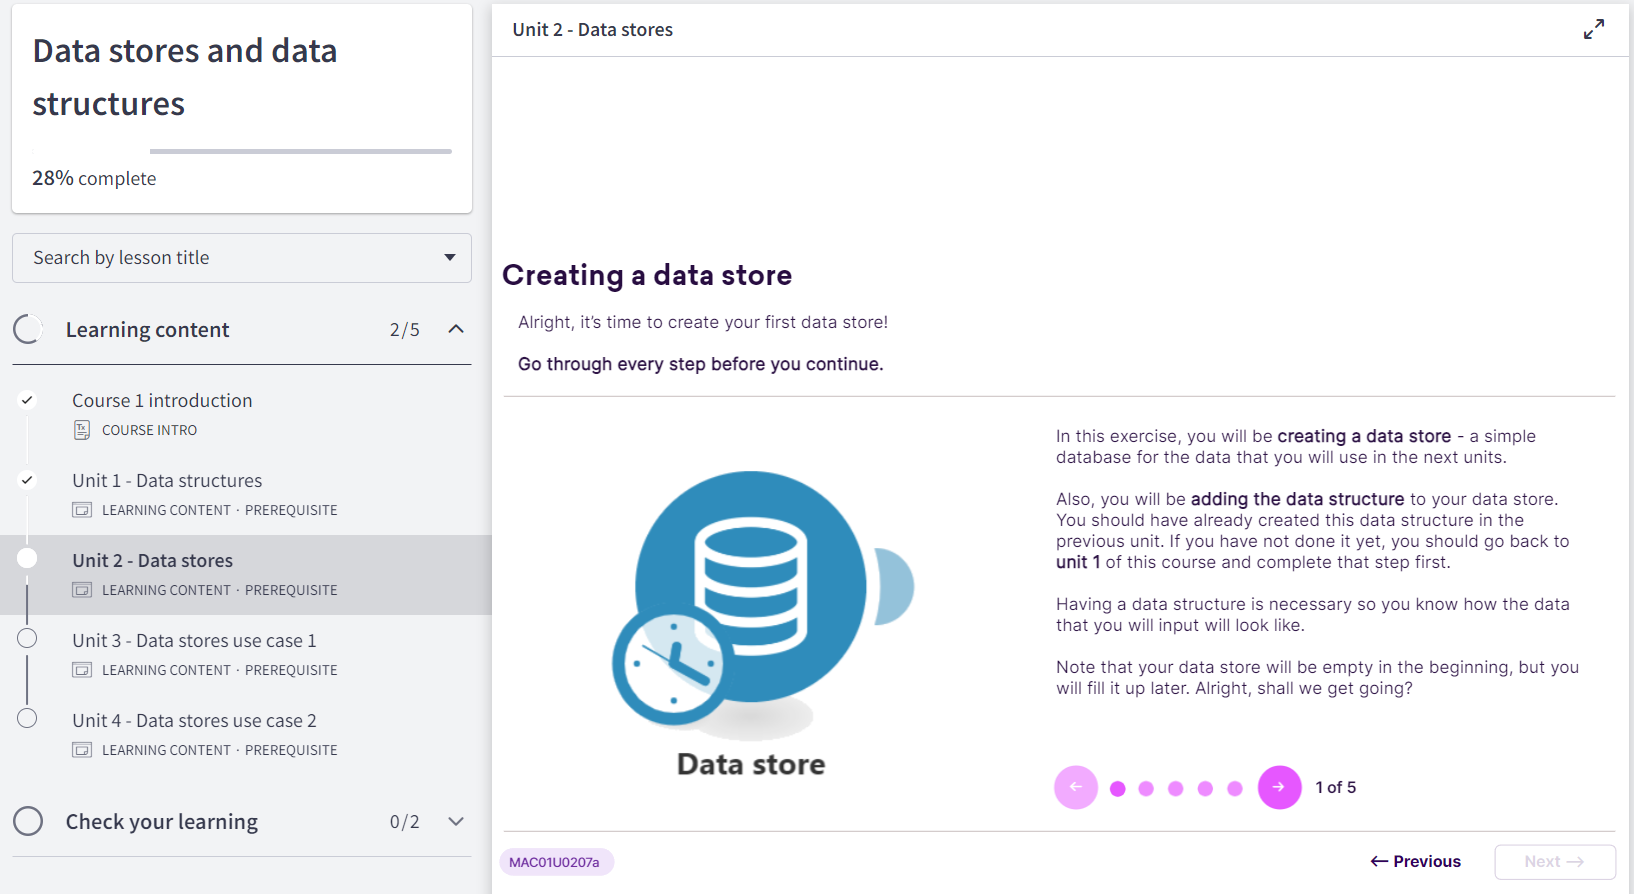 Data stores and data
structures
28% complete
Search by lesson title
Learning content 2/5
Course 1 introduction
COURSE INTRO
Unit 1 - Data structures
LEARNING CONTENT · PREREQUISITE
Unit 2 - Data stores
LEARNING CONTENT · PREREQUISITE
Unit 3 - Data stores use case 1
LEARNING CONTENT · PREREQUISITE
Unit 4 - Data stores use case 2
LEARNING CONTENT · PREREQUISITE
Check your learning 0/2
Unit 2 - Data stores
Creating a data store
Alright, it's time to create your first data store!
Go through every step before you continue.
Data store
In this exercise, you will be creating a data store - a simple
database for the data that you will use in the next units.
Also, you will be adding the data structure to your data store.
You should have already created this data structure in the
previous unit. If you have not done it yet, you should go back to
unit 1 of this course and complete that step first.
Having a data structure is necessary so you know how the data
that you will input will look like.
Note that your data store will be empty in the beginning, but you
will fill it up later. Alright, shall we get going?
← → 1 of 5
MAC01U0207a
← Previous Next →